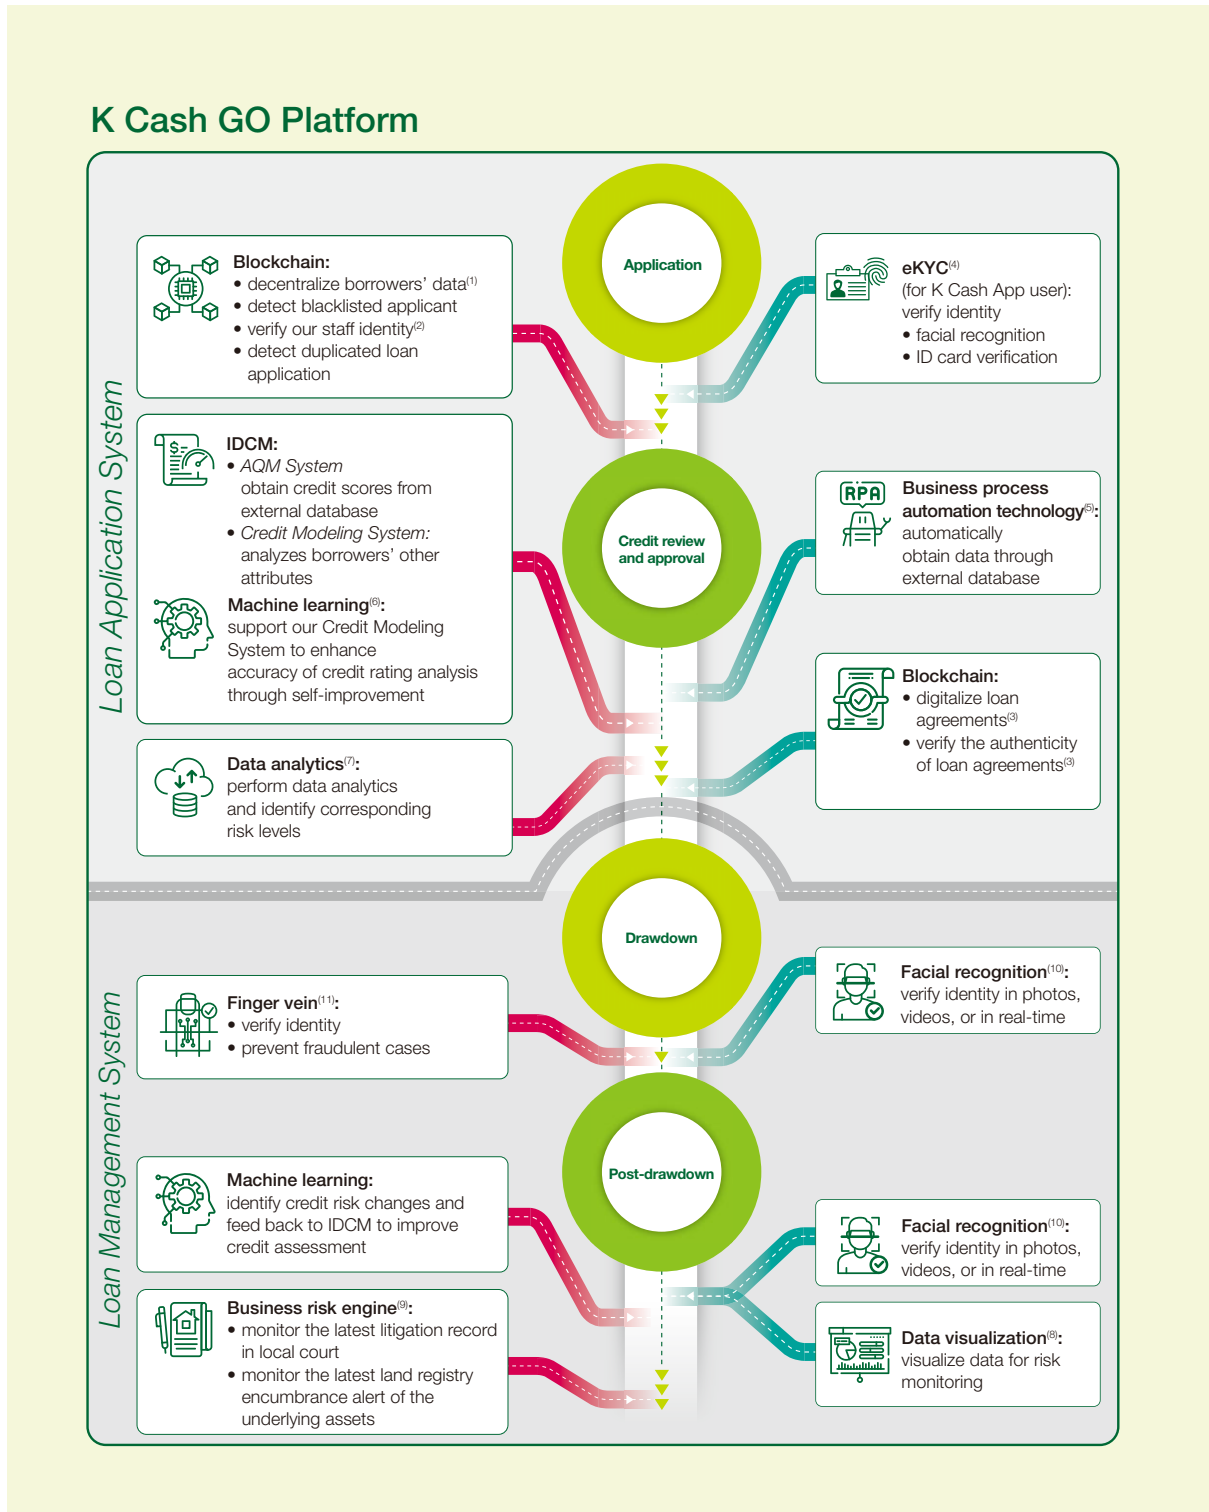 K Cash GO Platform
Loan Application System
Application
Blockchain:
• decentralize borrowers' data(1)
• detect blacklisted applicant
• verify our staff identity(2)
• detect duplicated loan
application
eKYC(4)
(for K Cash App user):
verify identity
• facial recognition
• ID card verification
IDCM:
• AQM System
obtain credit scores from
external database
• Credit Modeling System:
analyzes borrowers' other
attributes
Machine learning(6):
support our Credit Modeling
System to enhance
accuracy of credit rating analysis
through self-improvement
Credit review
and approval
RPA
Business process
automation technology(5):
automatically
obtain data through
external database
Blockchain:
• digitalize loan
agreements(3)
• verify the authenticity
of loan agreements(3)
Data analytics(7):
perform data analytics
and identify corresponding
risk levels
Loan Management System
Drawdown
Finger vein(11):
• verify identity
• prevent fraudulent cases
Facial recognition(10):
verify identity in photos,
videos, or in real-time
Post-drawdown
Machine learning:
identify credit risk changes and
feed back to IDCM to improve
credit assessment
Facial recognition(10):
verify identity in photos,
videos, or in real-time
Business risk engine(9):
• monitor the latest litigation record
in local court
• monitor the latest land registry
encumbrance alert of the
underlying assets
Data visualization(8):
visualize data for risk
monitoring